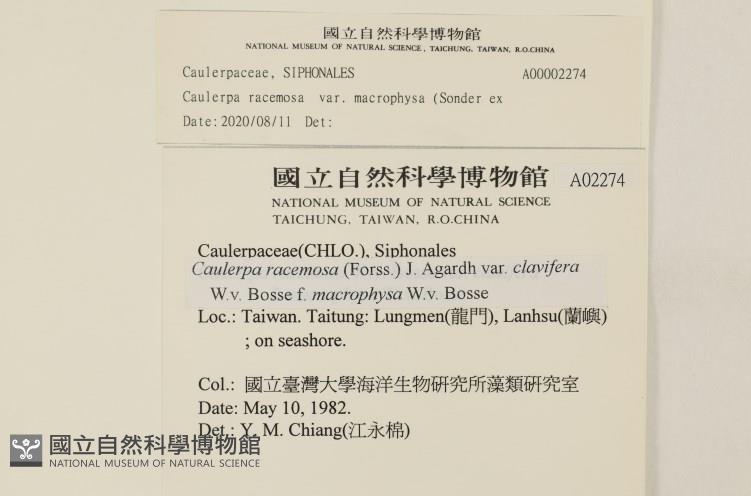 國立自然科學博物館
NATIONAL MUSEUM OF NATURAL SCIENCE, TAICHUNG, TAIWAN, R.O.CHINA
Caulerpaceae, SIPHONALES A00002274
Caulerpa racemosa var. macrophysa (Sonder ex
Date:2020/08/11 Det:
國立自然科學博物館 A02274
NATIONAL MUSEUM OF NATURAL SCIENCE
TAICHUNG, TAIWAN, R.O.CHINA
Caulerpaceae(CHLO.), Siphonales
Caulerpa racemosa (Forss.) J. Agardh var. clavifera
W.v. Bosse f. macrophysa W.v. Bosse
Loc.: Taiwan. Taitung: Lungmen(龍門), Lanhsu(蘭嶼)
; on seashore.
Col.: 國立臺灣大學海洋生物研究所藻類研究室
Date: May 10, 1982.
Det.: Y. M. Chiang(江永棉)
國立自然科學博物館
NATIONAL MUSEUM OF NATURAL SCIENCE